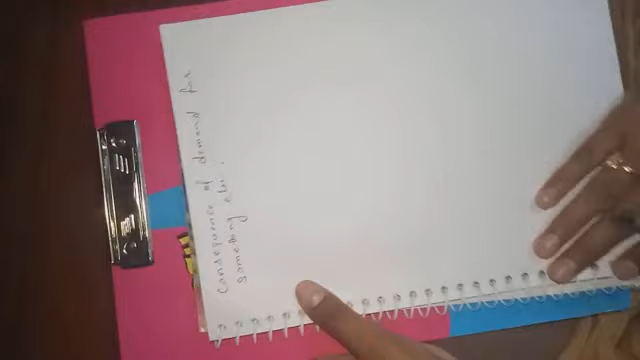 consequence of demand for
something else.